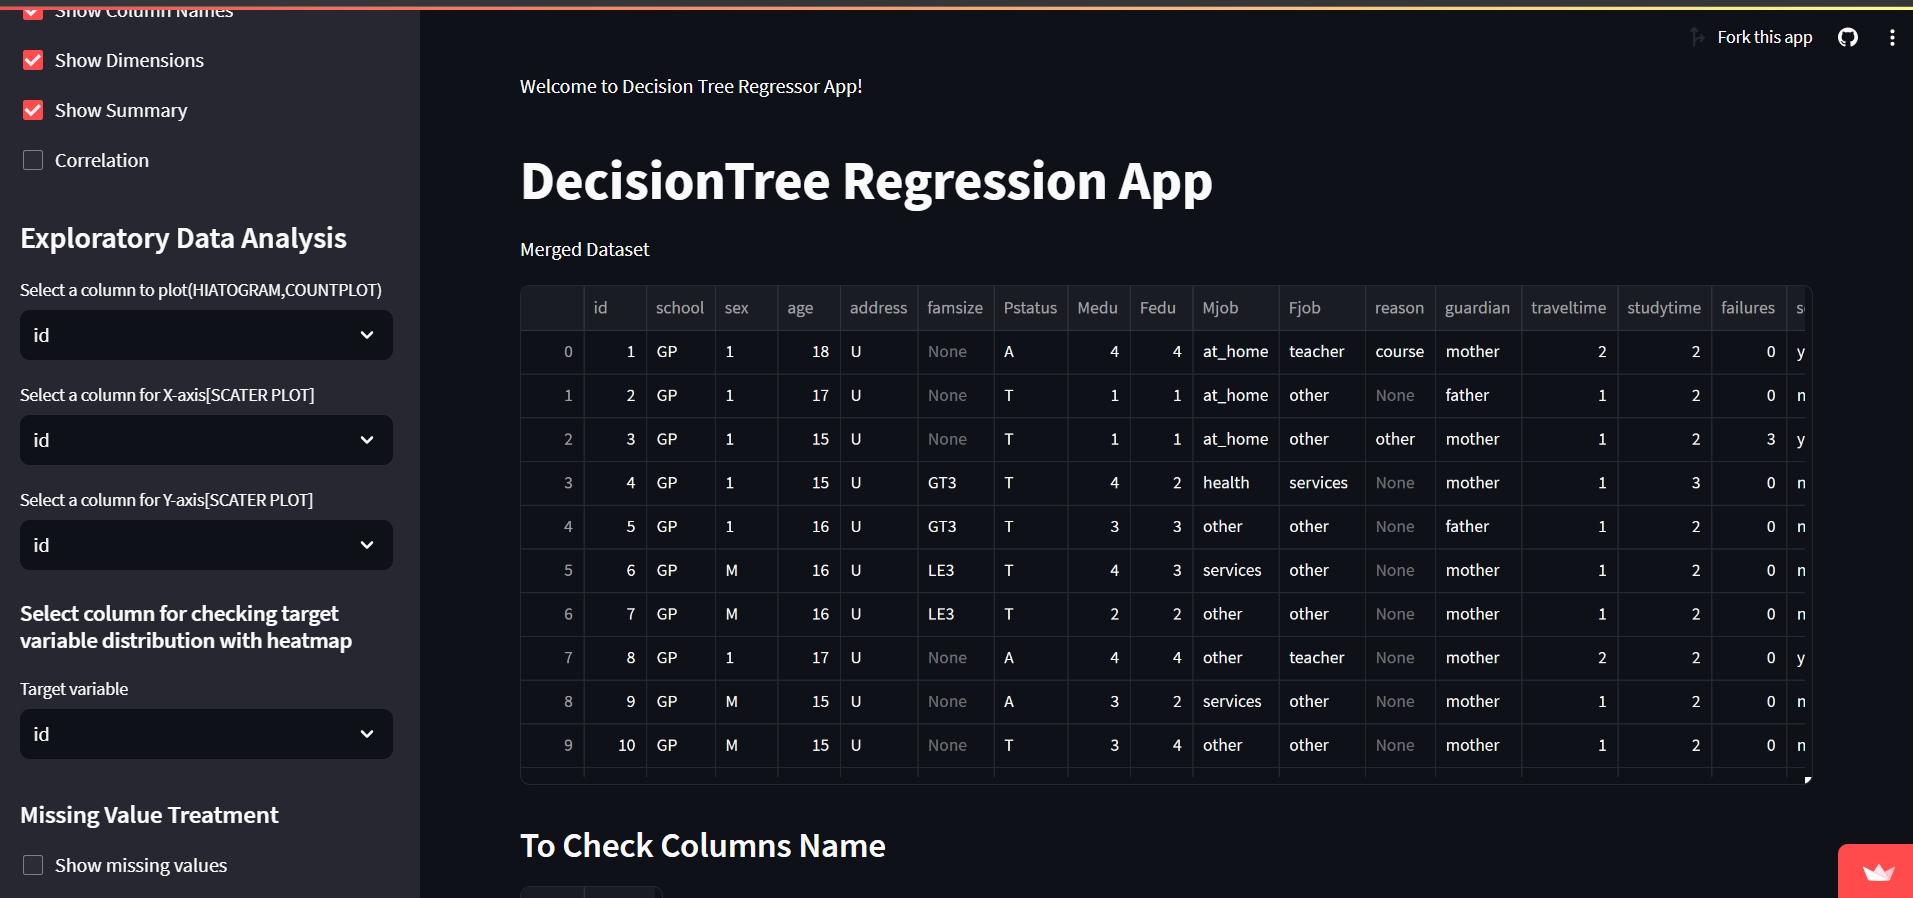 Show Column Names
Show Dimensions
Show Summary
Correlation
Exploratory Data Analysis
Select a column to plot(HIATOGRAM,COUNTPLOT)
id
Select a column for X-axis[SCATER PLOT]
id
Select a column for Y-axis[SCATER PLOT]
id
Select column for checking target
variable distribution with heatmap
Target variable
id
Missing Value Treatment
Show missing values
Fork this app
Welcome to Decision Tree Regressor App!
DecisionTree Regression App
Merged Dataset
id school sex age address famsize Pstatus Medu Fedu Mjob Fjob reason guardian traveltime studytime failures
0 1 GP 1 18 U None A 4 4 at_home teacher course mother 2 2 0 y
1 2 GP 1 17 U None T 1 1 at_home other None father 1 2 0 n
2 3 GP 1 15 U None T 1 1 at_home other other mother 1 2 3 y
3 4 GP 1 15 U GT3 T 4 2 health services None mother 1 3 0 n
4 5 GP 1 16 U GT3 T 3 3 other other None father 1 2 0 n
5 6 GP M 16 U LE3 T 4 3 services other None mother 1 2 0 n
6 7 GP M 16 U LE3 T 2 2 other other None mother 1 2 0 n
7 8 GP 1 17 U None A 4 4 other teacher None mother 2 2 0 y
8 9 GP M 15 U None A 3 2 services other None mother 1 2 0 n
9 10 GP M 15 U None T 3 4 other other None mother 1 2 0 n
To Check Columns Name